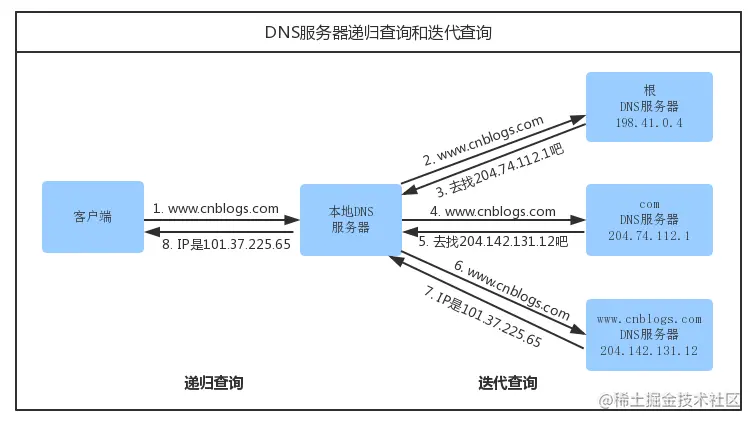 DNS服务器递归查询和迭代查询
根
DNS服务器
198.41.0.4
2. www.cnblogs.com
3. 去找204.74.112.1吧
客户端
1. www.cnblogs.com
8. IP是101.37.225.65
本地DNS
服务器
4. www.cnblogs.com
5. 去找204.142.131.12吧
com
DNS服务器
204.74.112.1
6. www.cnblogs.com
7. IP是101.37.225.65
www.cnblogs.com
DNS服务器
204.142.131.12
递归查询
迭代查询
@稀土掘金技术社区